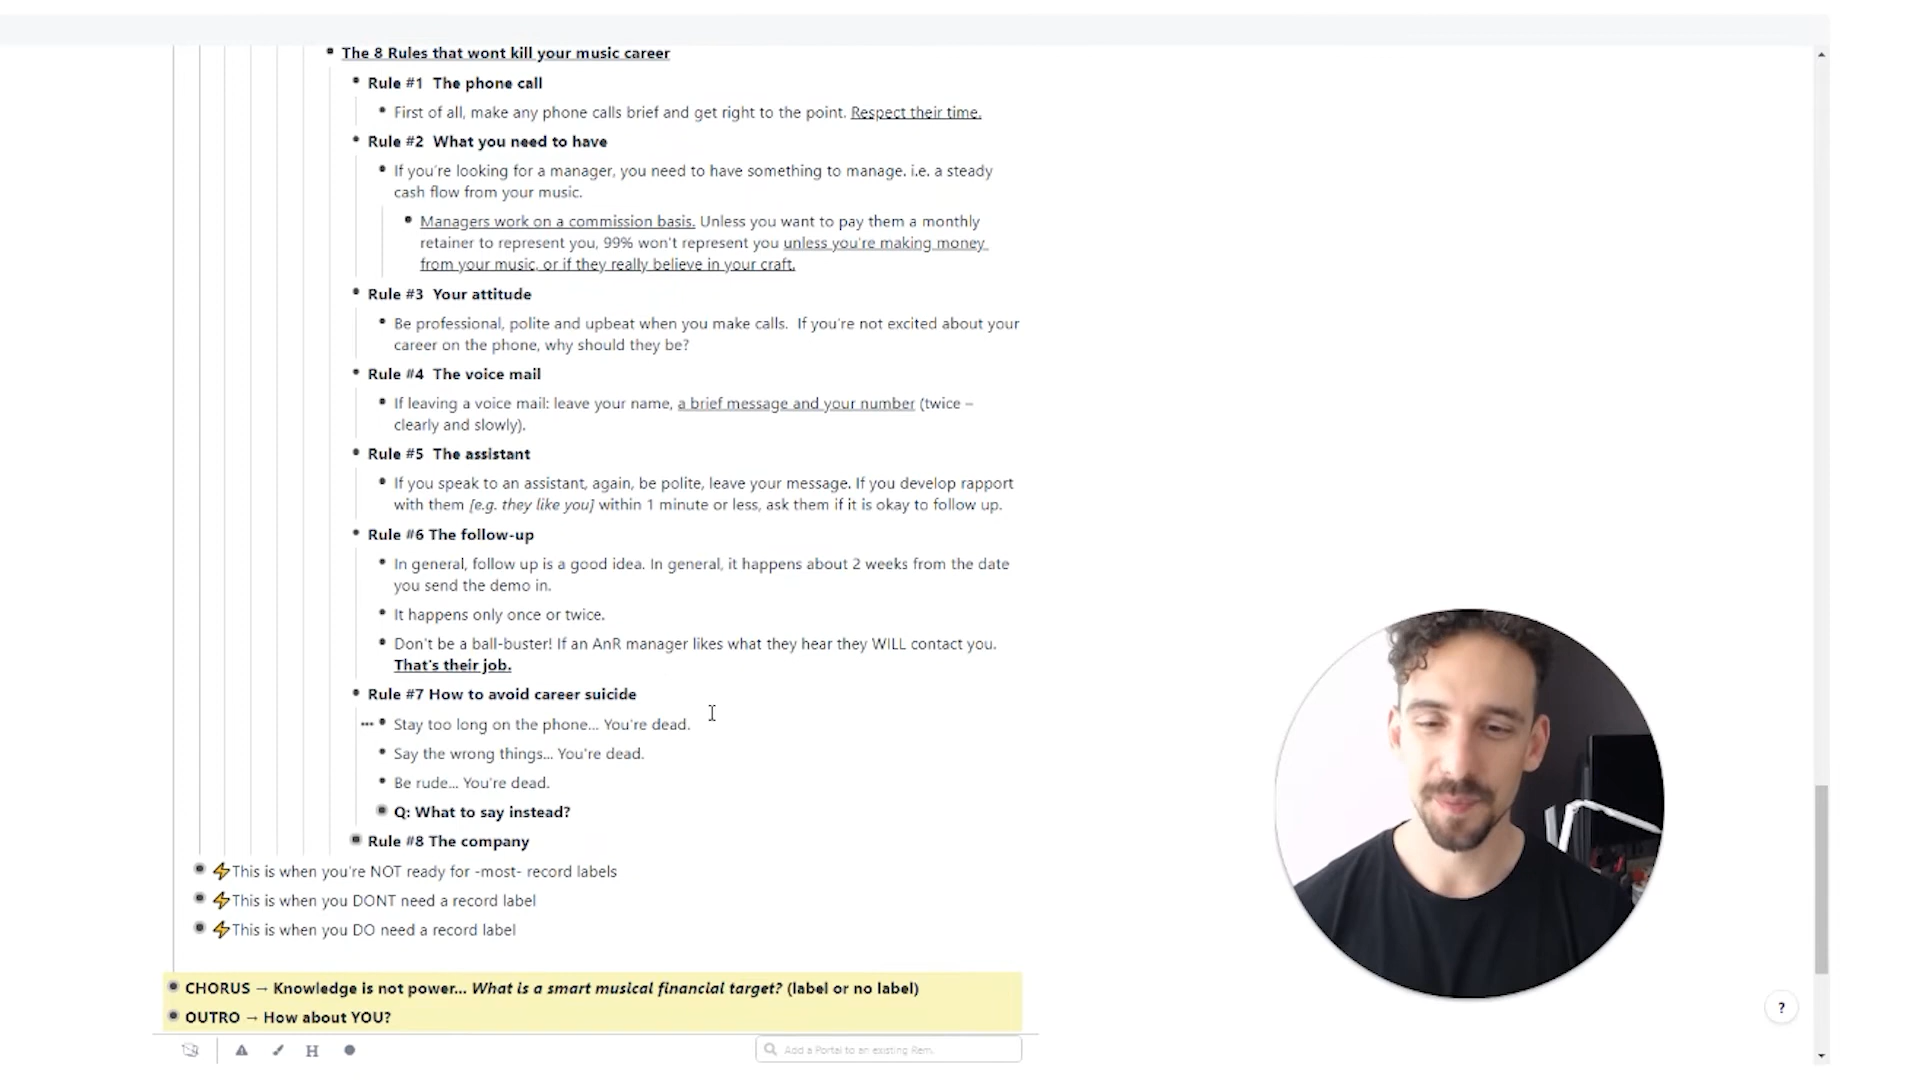 The 8 Rules that wont kill your music career
Rule #1  The phone call
First of all, make any phone calls brief and get right to the point. Respect their time.
Rule #2  What you need to have
If you're looking for a manager, you need to have something to manage. i.e. a steady
cash flow from your music.
Managers work on a commission basis. Unless you want to pay them a monthly
retainer to represent you, 99% won't represent you unless you're making money
from your music, or if they really believe in your craft.
Rule #3  Your attitude
Be professional, polite and upbeat when you make calls.  If you're not excited about your
career on the phone, why should they be?
Rule #4  The voice mail
If leaving a voice mail: leave your name, a brief message and your number (twice –
clearly and slowly).
Rule #5  The assistant
If you speak to an assistant, again, be polite, leave your message. If you develop rapport
with them [e.g. they like you] within 1 minute or less, ask them if it is okay to follow up.
Rule #6 The follow-up
In general, follow up is a good idea. In general, it happens about 2 weeks from the date
you send the demo in.
It happens only once or twice.
Don't be a ball-buster! If an AnR manager likes what they hear they WILL contact you.
That's their job.
Rule #7 How to avoid career suicide
Stay too long on the phone... You're dead.
Say the wrong things... You're dead.
Be rude... You're dead.
Q: What to say instead?
Rule #8 The company
⚡This is when you're NOT ready for -most- record labels
⚡This is when you DONT need a record label
⚡This is when you DO need a record label
CHORUS → Knowledge is not power... What is a smart musical financial target? (label or no label)
OUTRO → How about YOU?
H
Add a Portal to an existing Rem.
?